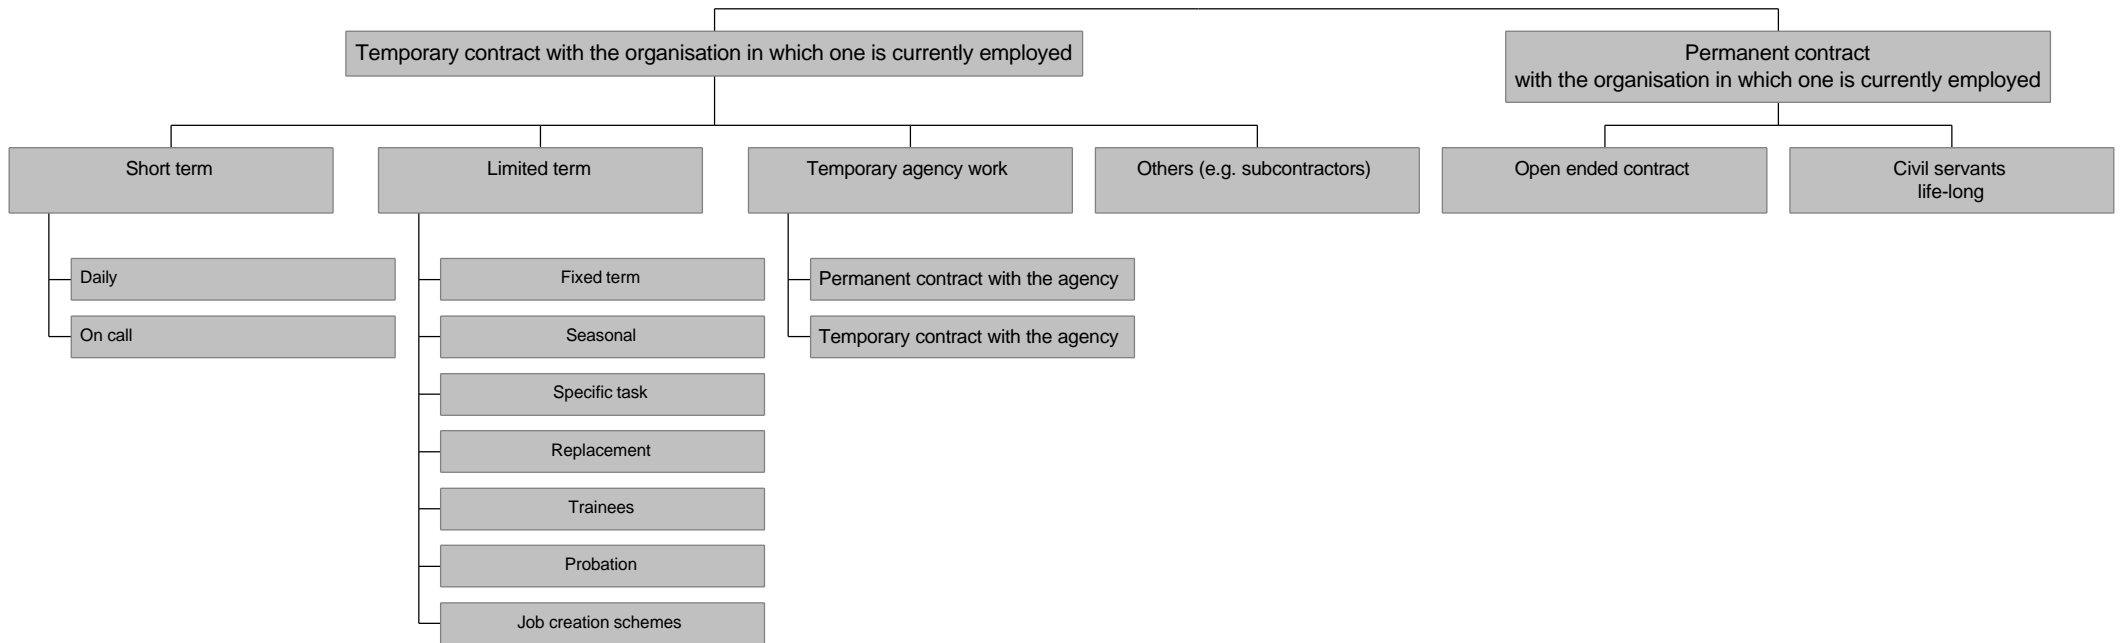 Temporary contract with the organisation in which one is currently employed
Permanent contract
with the organisation in which one is currently employed
Short term
Limited term
Temporary agency work
Others (e.g. subcontractors)
Open ended contract
Civil servants
life-long
Daily
On call
Fixed term
Seasonal
Specific task
Replacement
Trainees
Probation
Job creation schemes
Permanent contract with the agency
Temporary contract with the agency